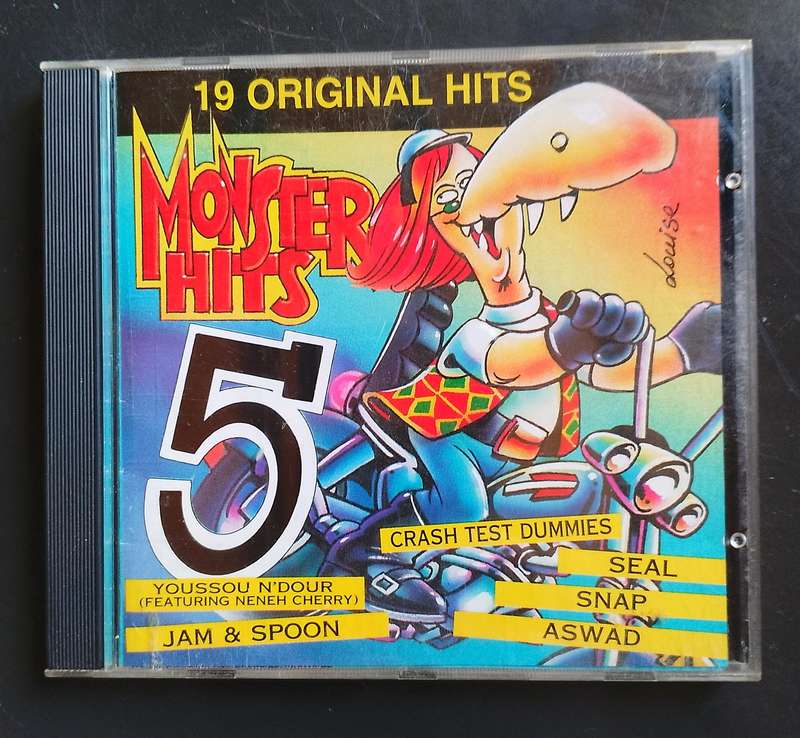 19 ORIGINAL HITS
MONSTER
HITS
5
Louise
CRASH TEST DUMMIES
SEAL
YOUSSOU N'DOUR
(FEATURING NENEH CHERRY)
SNAP
JAM & SPOON
ASWAD